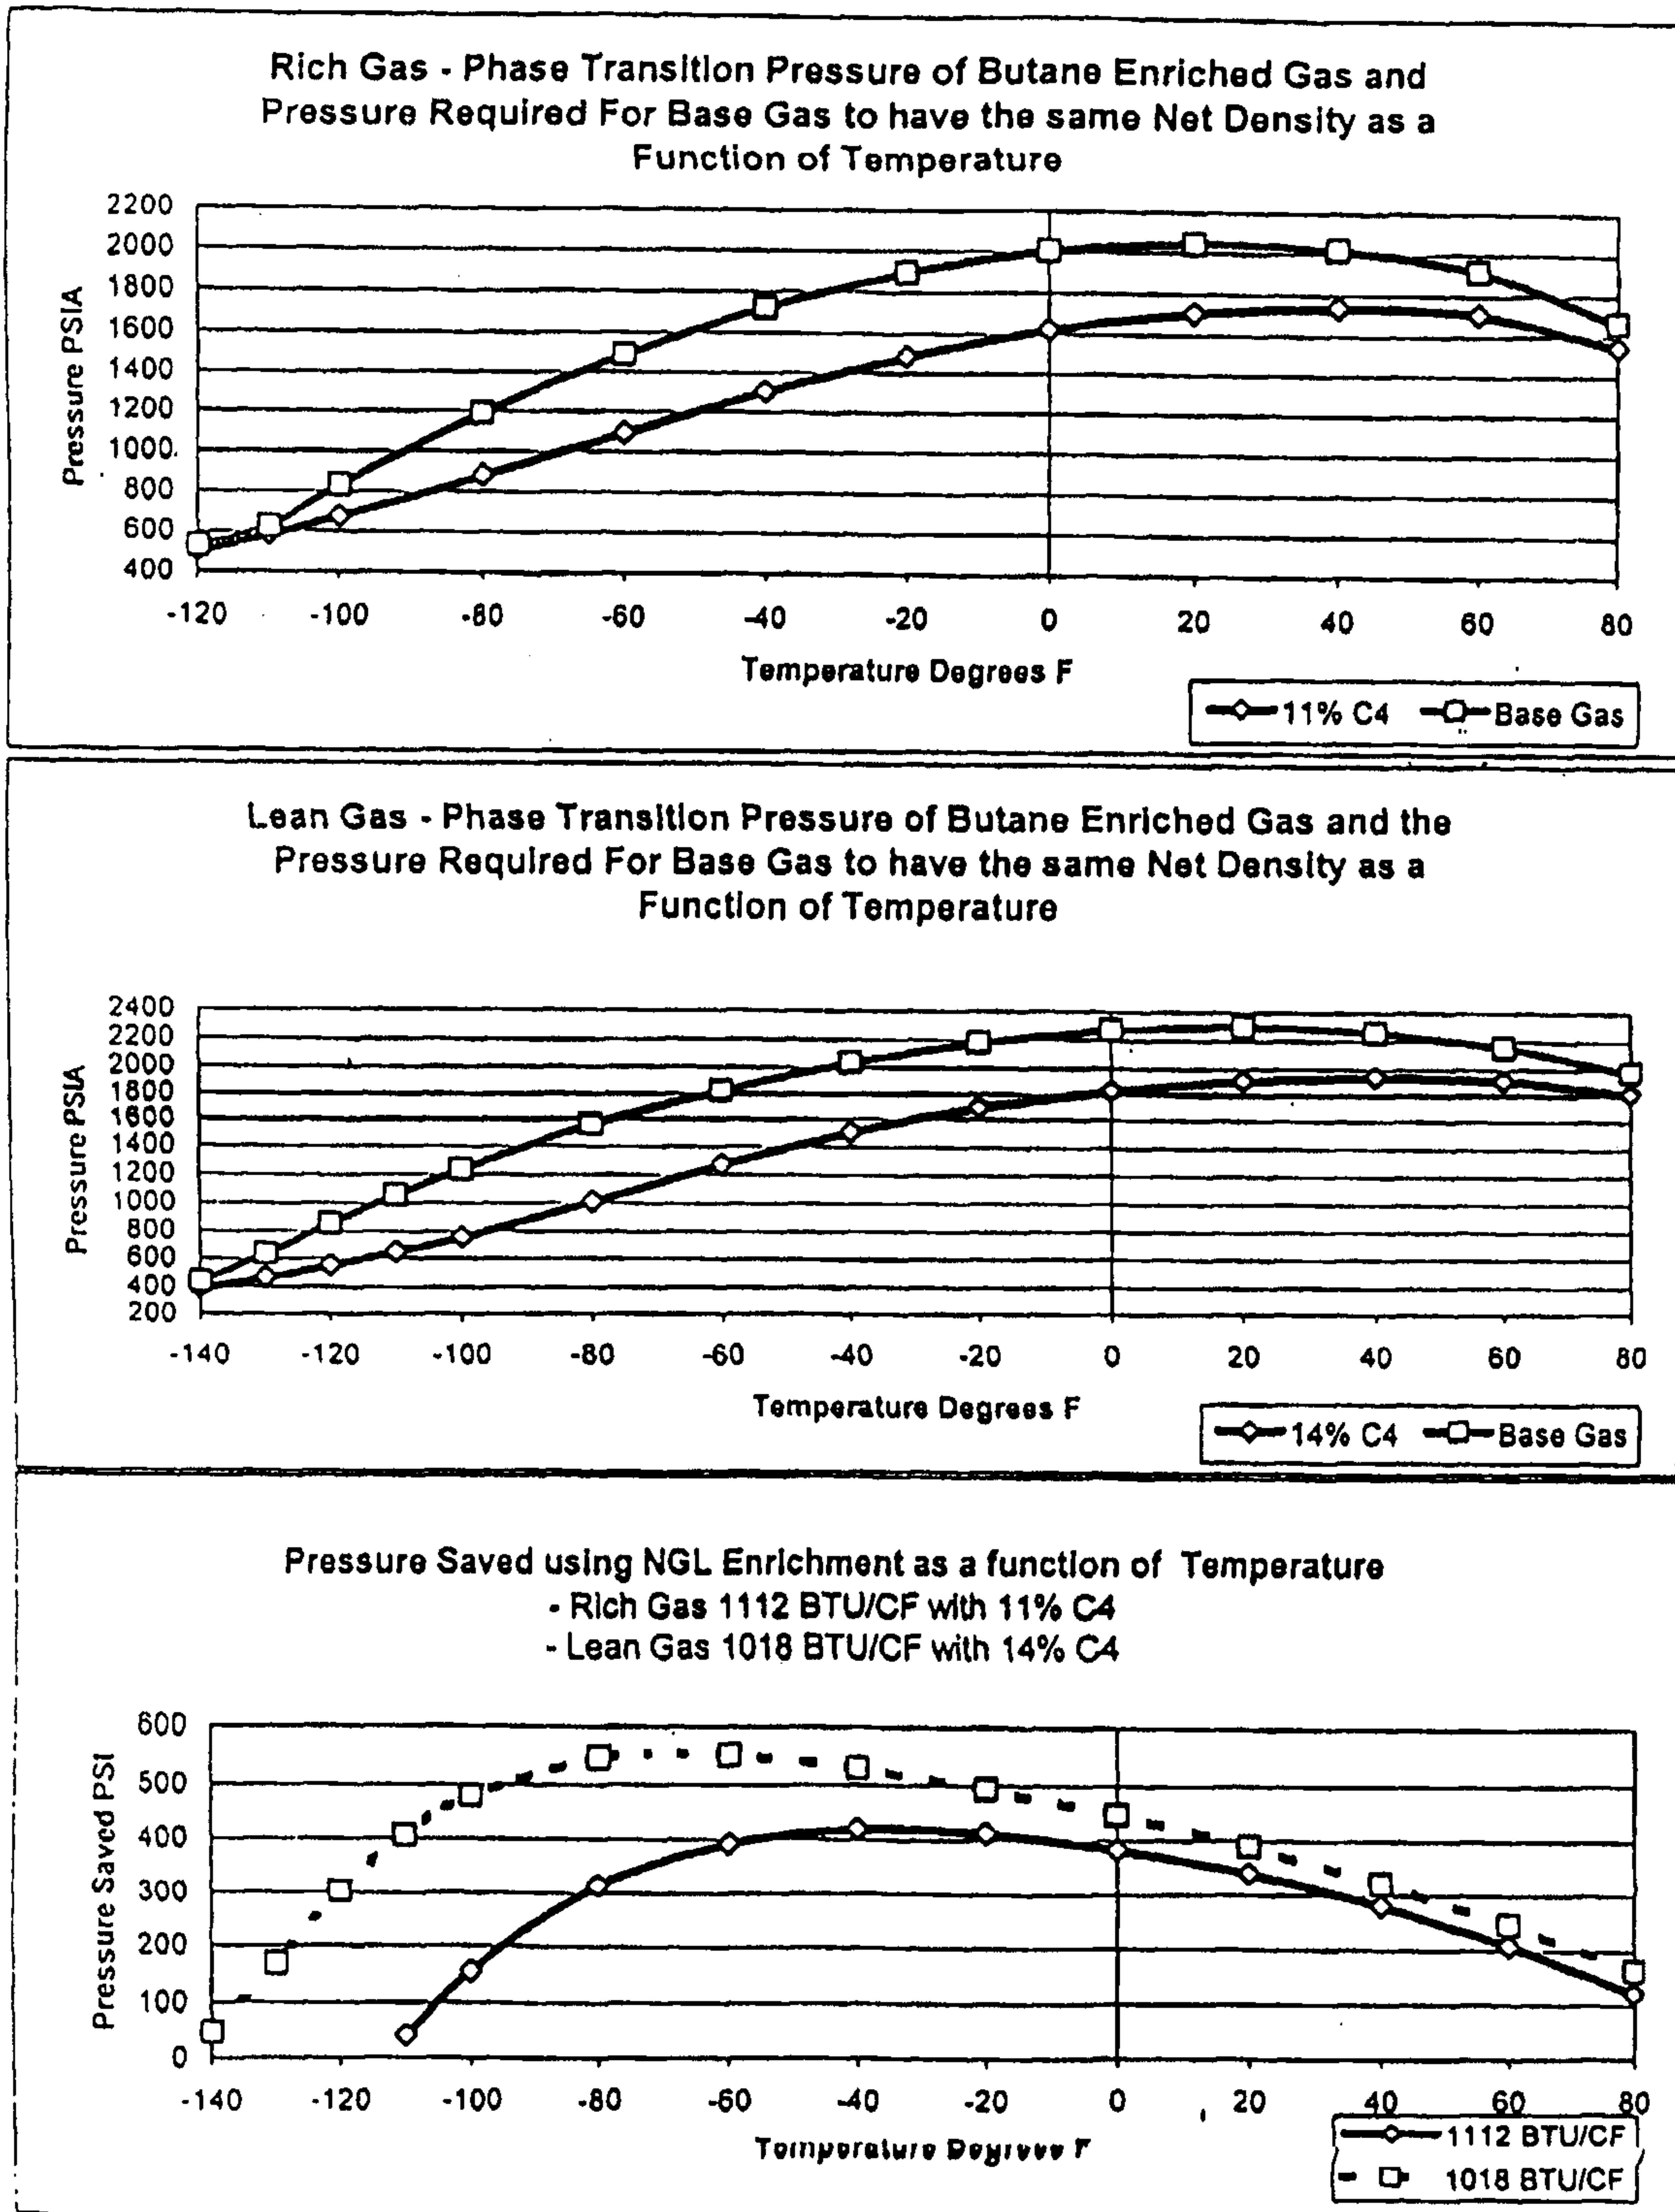 Rich Gas - Phase Transition Pressure of Butane Enriched Gas and
Pressure Required For Base Gas to have the same Net Density as a
Function of Temperature
2200
2000
1800
1600
1400
1200
1000
800
600
400
Pressure PSIA
-120 -100 -80 -60 -40 -20 0 20 40 60 80
Temperature Degrees F
11% C4 Base Gas
Lean Gas - Phase Transition Pressure of Butane Enriched Gas and the
Pressure Required For Base Gas to have the same Net Density as a
Function of Temperature
2400
2200
2000
1800
1600
1400
1200
1000
800
600
400
200
Pressure PSIA
-140 -120 -100 -80 -60 -40 -20 0 20 40 60 80
Temperature Degrees F
14% C4 Base Gas
Pressure Saved using NGL Enrichment as a function of Temperature
- Rich Gas 1112 BTU/CF with 11% C4
- Lean Gas 1018 BTU/CF with 14% C4
600
500
400
300
200
100
0
Pressure Saved PSI
-140 -120 -100 -80 -60 -40 -20 0 20 40 60 80
Temperature Degrees F
1112 BTU/CF
1018 BTU/CF